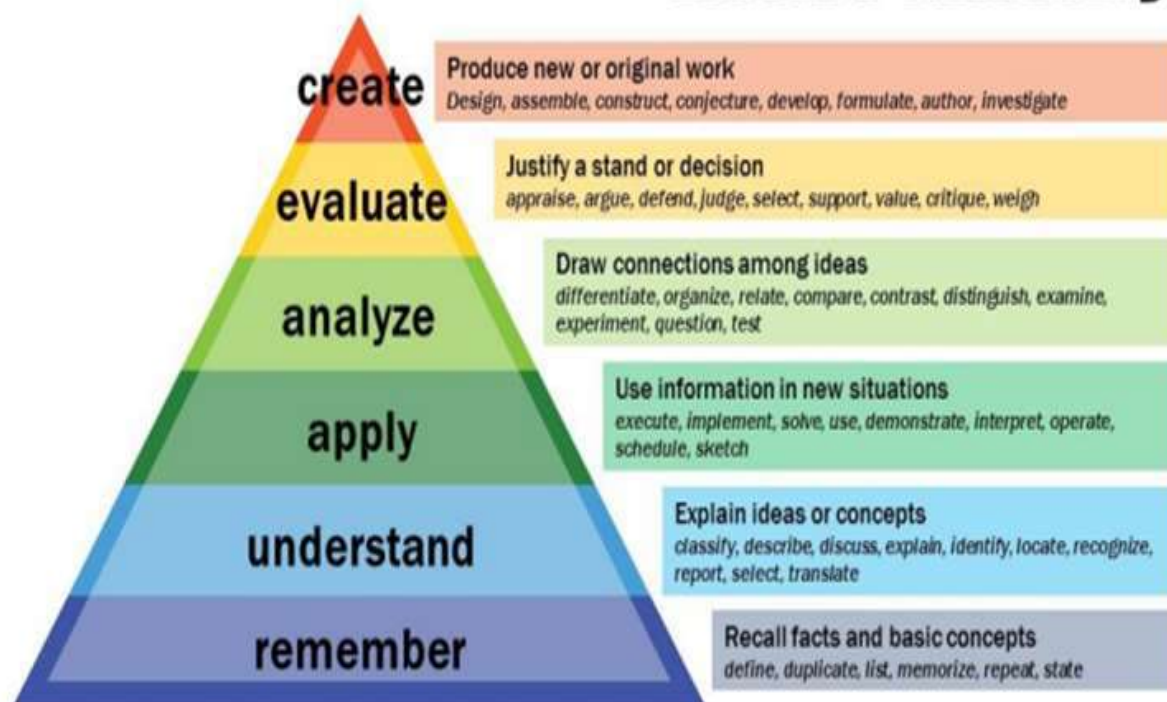 create
Produce new or original work
Design, assemble, construct, conjecture, develop, formulate, author, investigate
evaluate
Justify a stand or decision
appraise, argue, defend, judge, select, support, value, critique, weigh
analyze
Draw connections among ideas
differentiate, organize, relate, compare, contrast, distinguish, examine,
experiment, question, test
apply
Use information in new situations
execute, implement, solve, use, demonstrate, interpret, operate,
schedule, sketch
understand
Explain ideas or concepts
classify, describe, discuss, explain, identify, locate, recognize,
report, select, translate
remember
Recall facts and basic concepts
define, duplicate, list, memorize, repeat, state